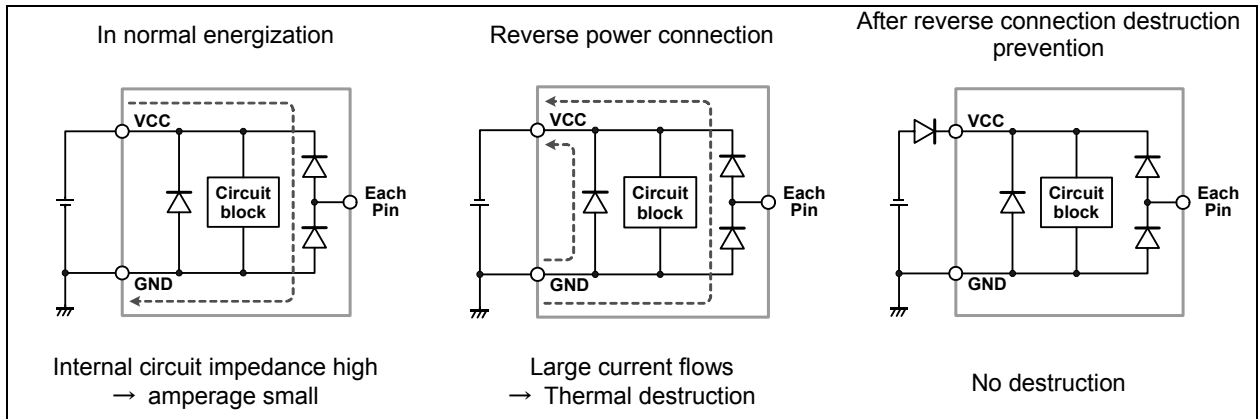 In normal energization
VCC
Circuit
block
Each
Pin
GND
Internal circuit impedance high
→ amperage small
Reverse power connection
VCC
Circuit
block
Each
Pin
GND
Large current flows
→ Thermal destruction
After reverse connection destruction
prevention
VCC
Circuit
block
Each
Pin
GND
No destruction